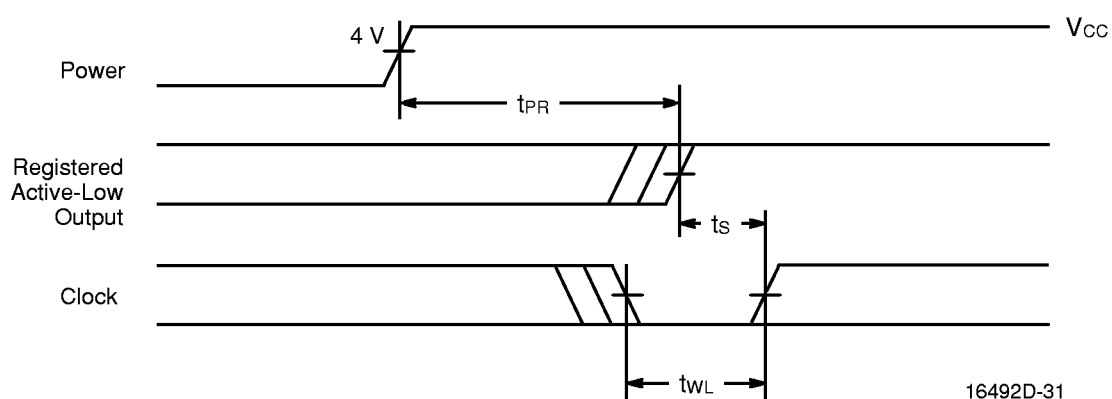 4 V
VCC
Power
tPR
Registered
Active-Low
Output
tS
Clock
tWL
16492D-31